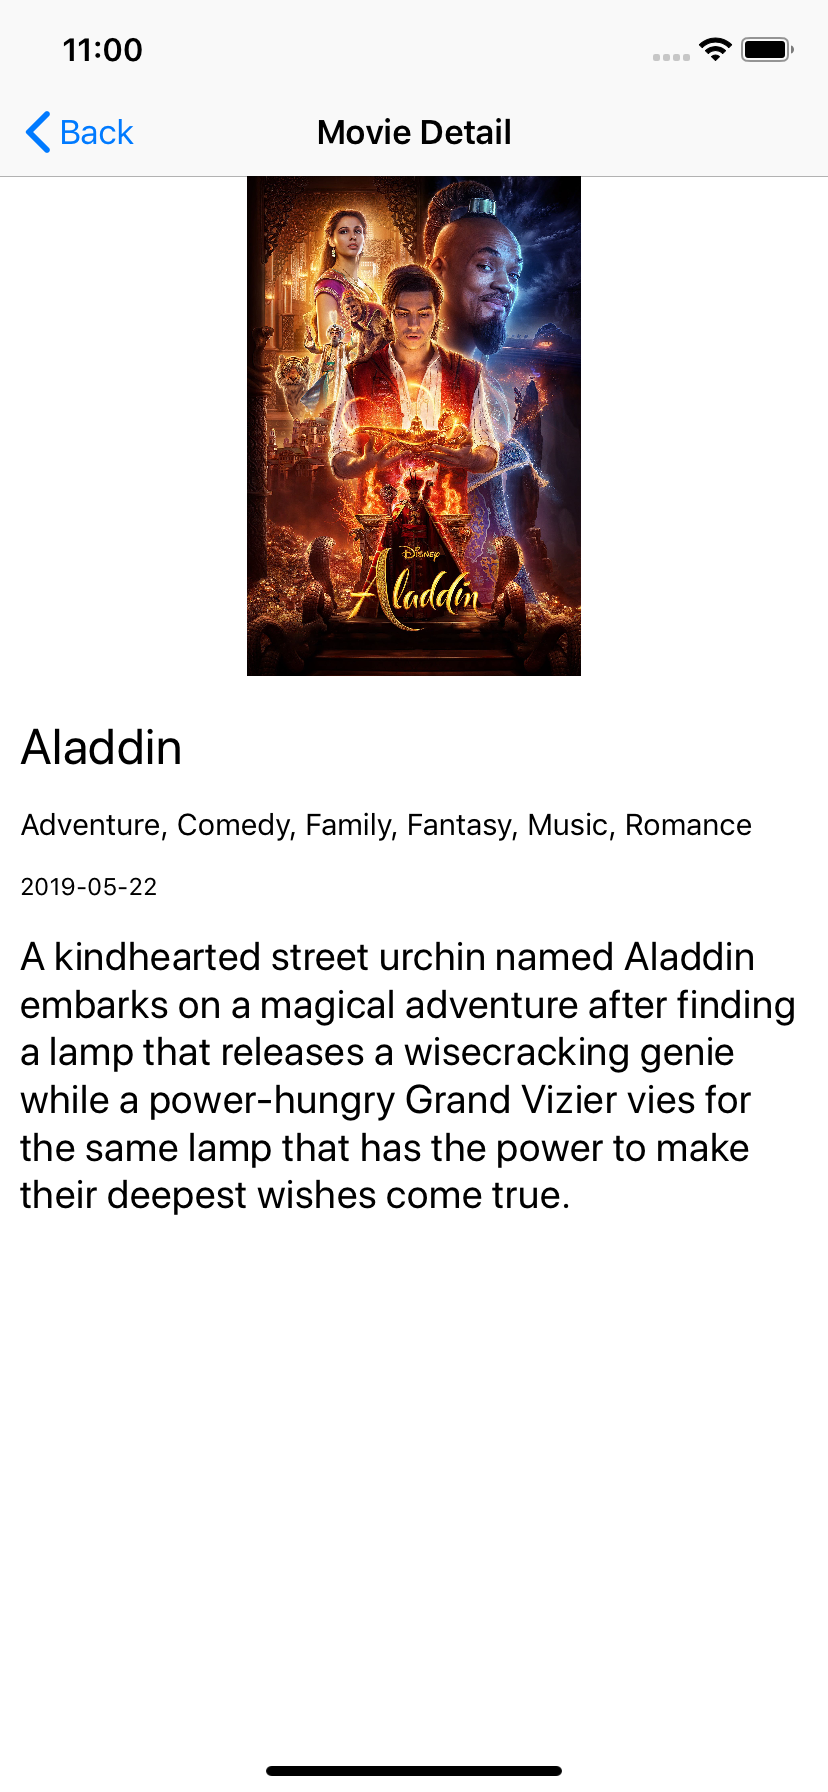 11:00
Back
Movie Detail
Disney
Aladdin
Aladdin
Adventure, Comedy, Family, Fantasy, Music, Romance
2019-05-22
A kindhearted street urchin named Aladdin
embarks on a magical adventure after finding
a lamp that releases a wisecracking genie
while a power-hungry Grand Vizier vies for
the same lamp that has the power to make
their deepest wishes come true.